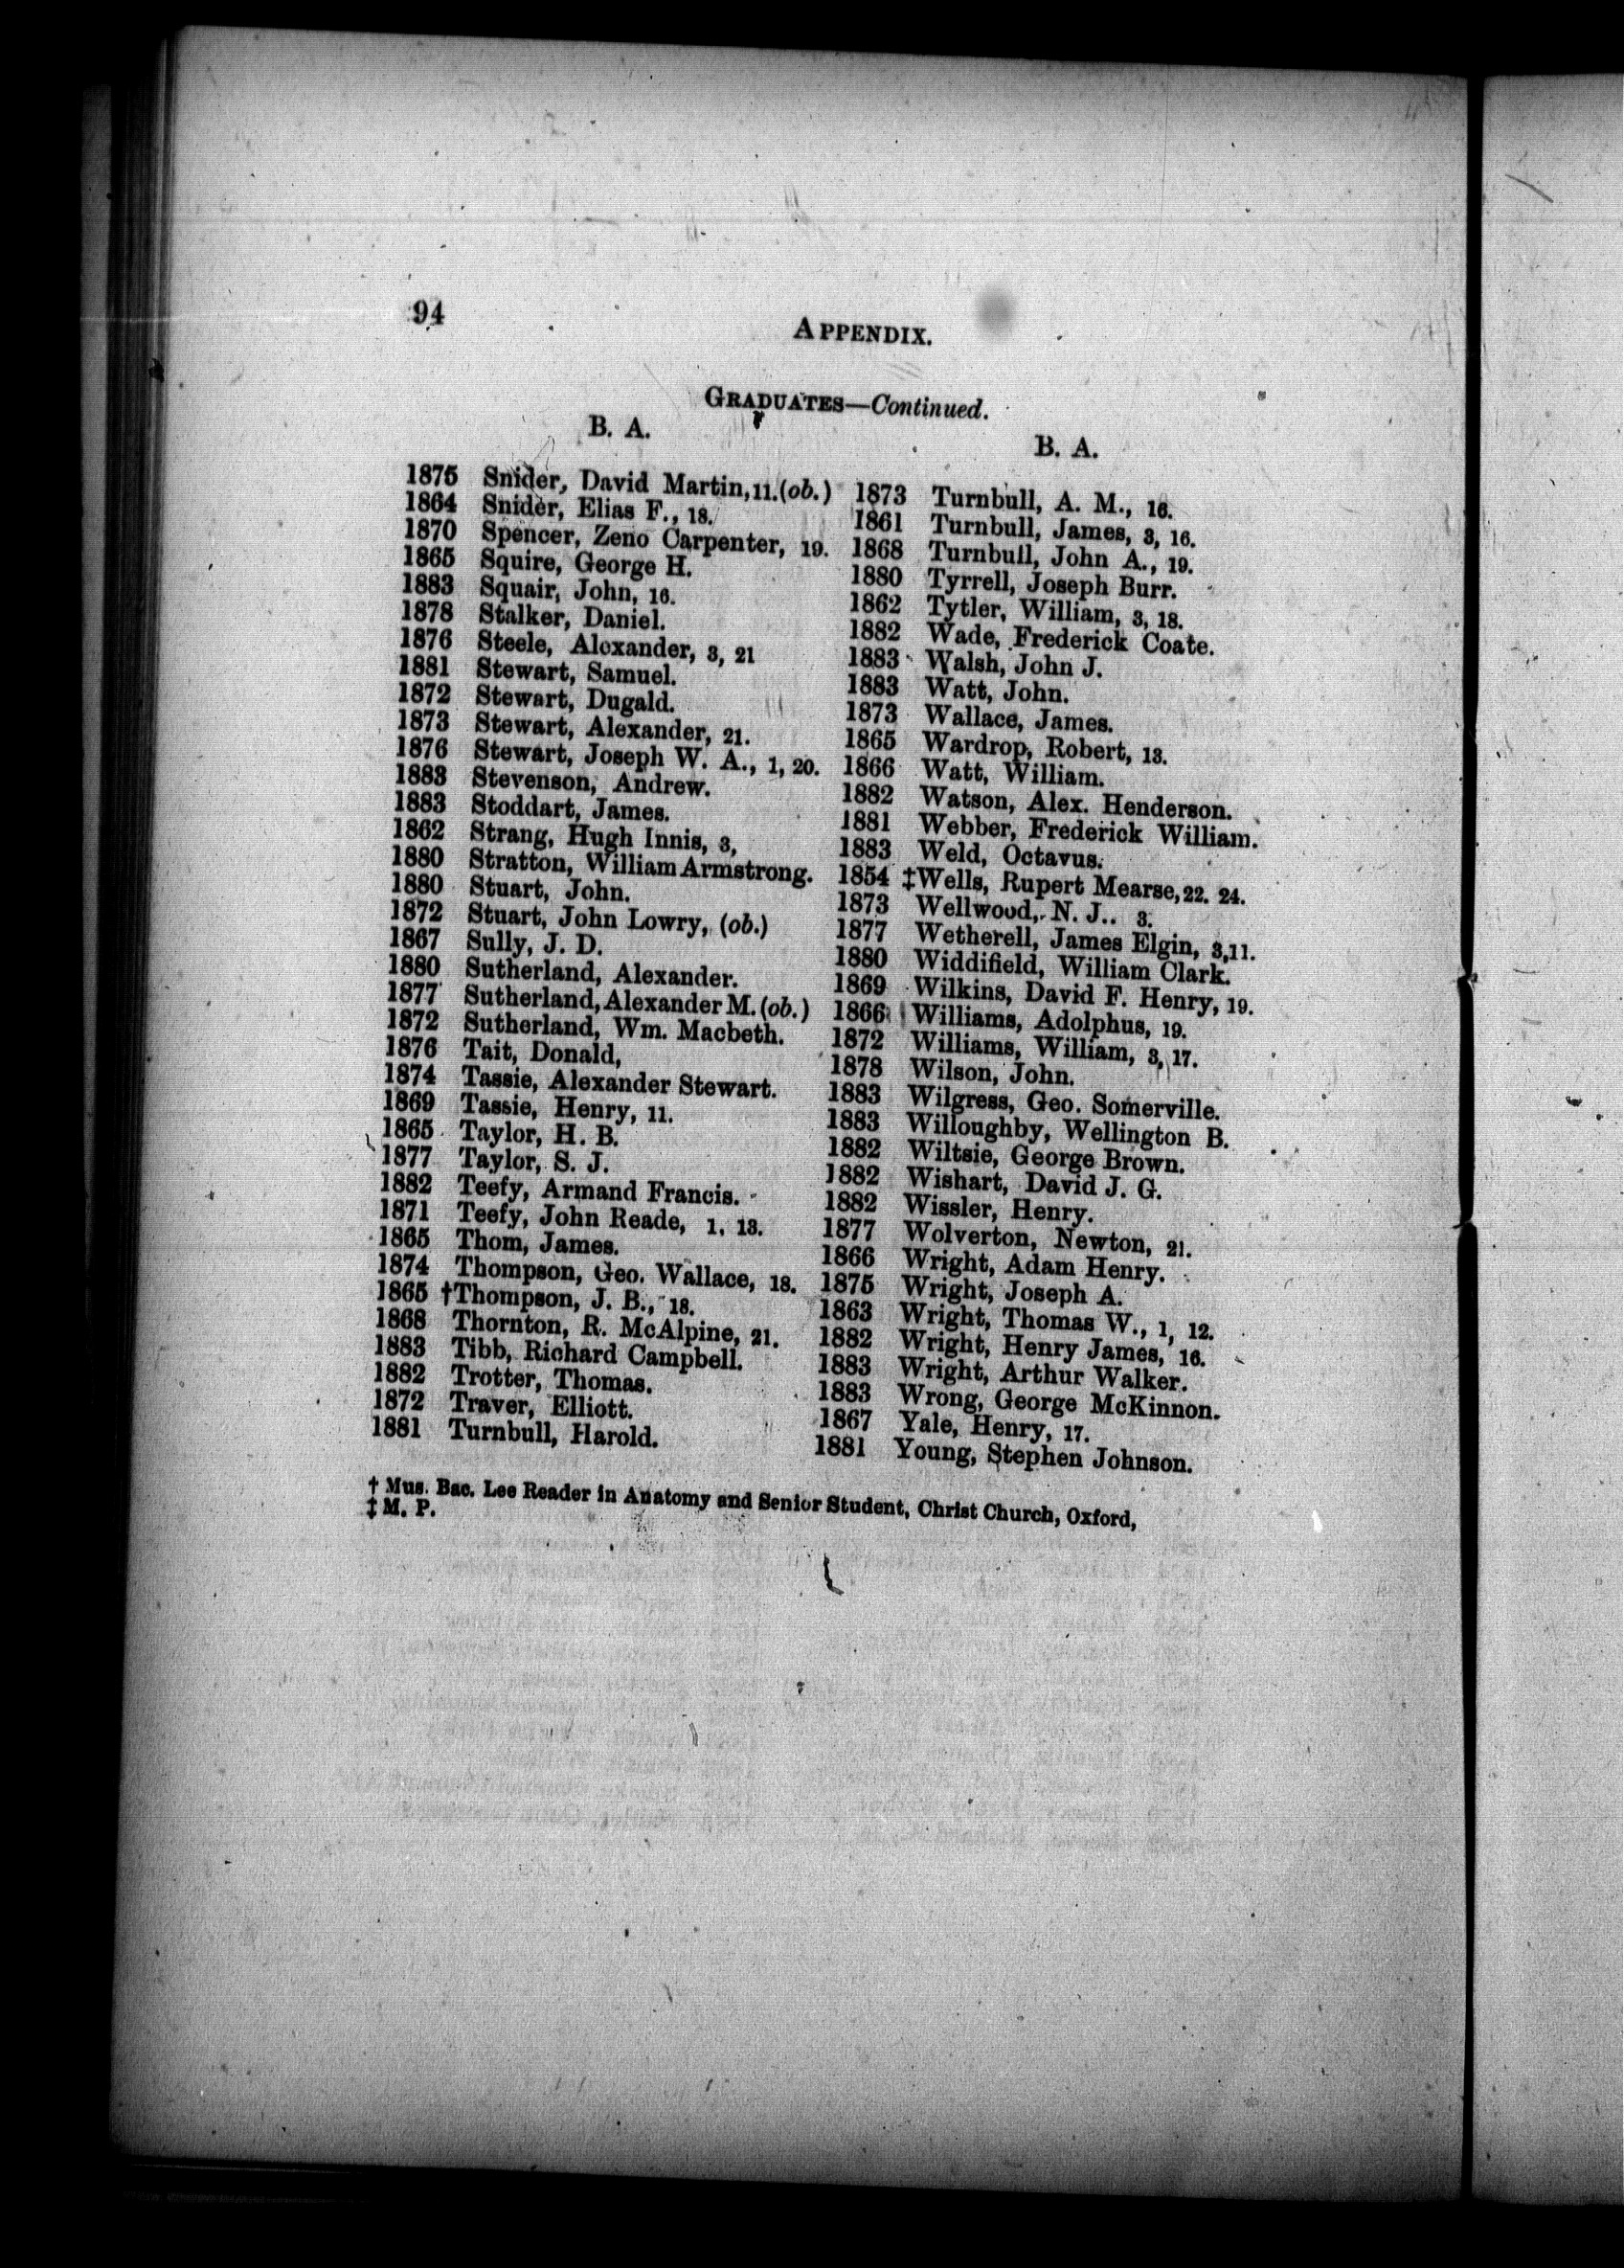 94
APPENDIX.
GRADUATES—Continued.
B. A.
1875 Snider, David Martin, 11. (ob.)
1864 Snider, Elias F., 18.
1870 Spencer, Zeno Carpenter, 19.
1865 Squire, George H.
1883 Squair, John, 16.
1878 Stalker, Daniel.
1876 Steele, Alexander, 3, 21
1881 Stewart, Samuel.
1872 Stewart, Dugald.
1873 Stewart, Alexander, 21.
1876 Stewart, Joseph W. A., 1, 20.
1883 Stevenson, Andrew.
1883 Stoddart, James.
1862 Strang, Hugh Innis, 3,
1880 Stratton, William Armstrong.
1880 Stuart, John.
1872 Stuart, John Lowry, (ob.)
1867 Sully, J. D.
1880 Sutherland, Alexander.
1877 Sutherland, Alexander M. (ob.)
1872 Sutherland, Wm. Macbeth.
1876 Tait, Donald,
1874 Tassie, Alexander Stewart.
1869 Tassie, Henry, 11.
1865 Taylor, H. B.
1877 Taylor, S. J.
1882 Teefy, Armand Francis.
1871 Teefy, John Reade, 1, 13.
1865 Thom, James.
1874 Thompson, Geo. Wallace, 18.
1865 †Thompson, J. B., 18.
1868 Thornton, R. McAlpine, 21.
1883 Tibb, Richard Campbell.
1882 Trotter, Thomas.
1872 Traver, Elliott.
1881 Turnbull, Harold.
B. A.
1873 Turnbull, A. M., 16.
1861 Turnbull, James, 3, 16.
1868 Turnbull, John A., 19.
1880 Tyrrell, Joseph Burr.
1862 Tytler, William, 3, 18.
1882 Wade, Frederick Coate.
1883 Walsh, John J.
1883 Watt, John.
1873 Wallace, James.
1865 Wardrop, Robert, 13.
1866 Watt, William.
1882 Watson, Alex. Henderson.
1881 Webber, Frederick William.
1883 Weld, Octavus.
1854 ‡Wells, Rupert Mearse, 22. 24.
1873 Wellwood, N. J.. 3.
1877 Wetherell, James Elgin, 3,11.
1880 Widdifield, William Clark.
1869 Wilkins, David F. Henry, 19.
1866 Williams, Adolphus, 19.
1872 Williams, William, 3, 17.
1878 Wilson, John.
1883 Wilgress, Geo. Somerville.
1883 Willoughby, Wellington B.
1882 Wiltsie, George Brown.
1882 Wishart, David J. G.
1882 Wissler, Henry.
1877 Wolverton, Newton, 21.
1866 Wright, Adam Henry.
1875 Wright, Joseph A.
1863 Wright, Thomas W., 1, 12.
1882 Wright, Henry James, 16.
1883 Wright, Arthur Walker.
1883 Wrong, George McKinnon.
1867 Yale, Henry, 17.
1881 Young, Stephen Johnson.
† Mus. Bac. Lee Reader in Anatomy and Senior Student, Christ Church, Oxford,
‡ M. P.